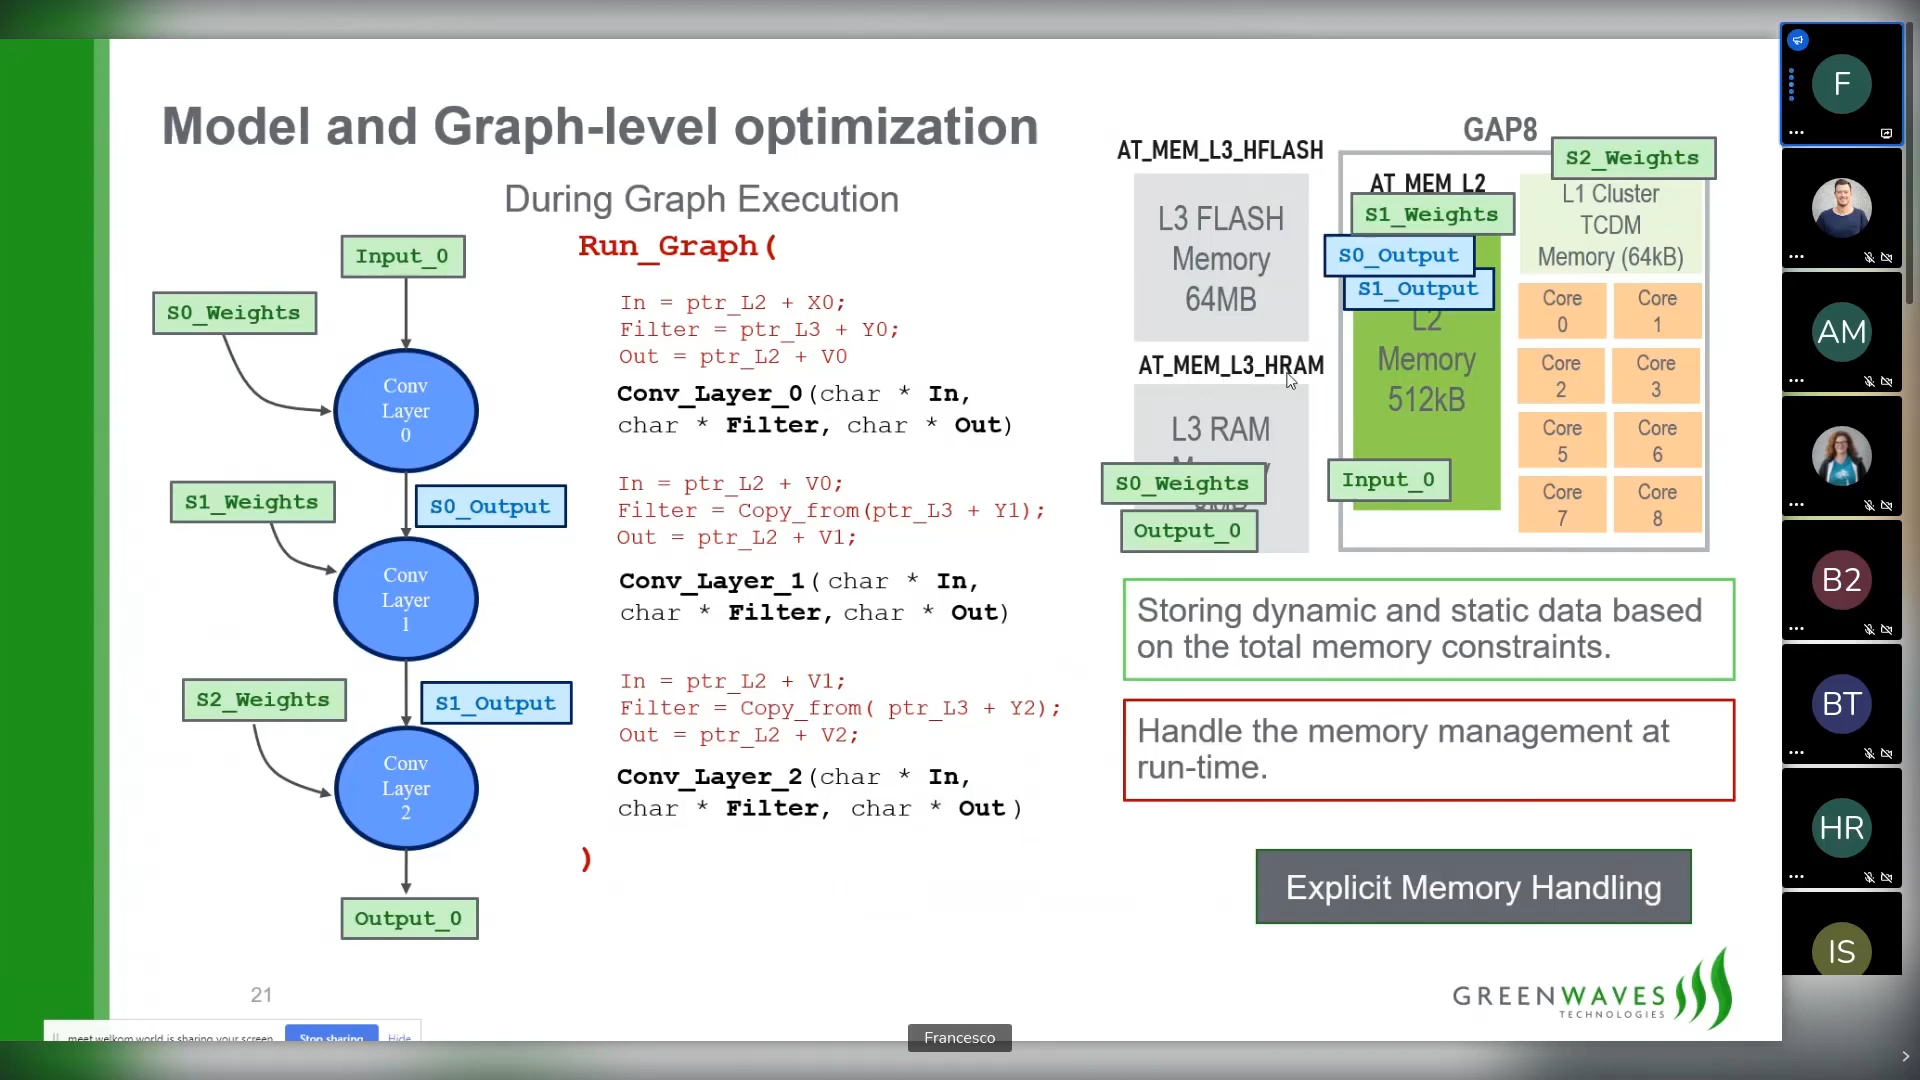 Model and Graph-level optimization
During Graph Execution
Run_Graph(
Input_0
S0_Weights
Conv
Layer
0
S1_Weights
S0_Output
Conv
Layer
1
S2_Weights
S1_Output
Conv
Layer
2
Output_0
In = ptr_L2 + X0;
Filter = ptr_L3 + Y0;
Out = ptr_L2 + V0
Conv_Layer_0(char * In,
char * Filter, char * Out)
In = ptr_L2 + V0;
Filter = Copy_from(ptr_L3 + Y1);
Out = ptr_L2 + V1;
Conv_Layer_1( char * In,
char * Filter, char * Out)
In = ptr_L2 + V1;
Filter = Copy_from( ptr_L3 + Y2);
Out = ptr_L2 + V2;
Conv_Layer_2(char * In,
char * Filter, char * Out )
)
AT_MEM_L3_HFLASH
L3 FLASH
Memory
64MB
AT_MEM_L3_HRAM
L3 RAM
S0_Weights
Output_0
GAP8
AT_MEM_L2
S1_Weights
S0_Output
S1_Output
L2
Memory
512kB
Input_0
S2_Weights
L1 Cluster
TCDM
Memory (64kB)
Core
0
Core
1
Core
2
Core
3
Core
5
Core
6
Core
7
Core
8
Storing dynamic and static data based
on the total memory constraints.
Handle the memory management at
run-time.
Explicit Memory Handling
GREENWAVES
TECHNOLOGIES
21
meet.welkom.world is sharing your screen.
Stop sharing
Hide
Francesco
F
AM
B2
BT
HR
IS